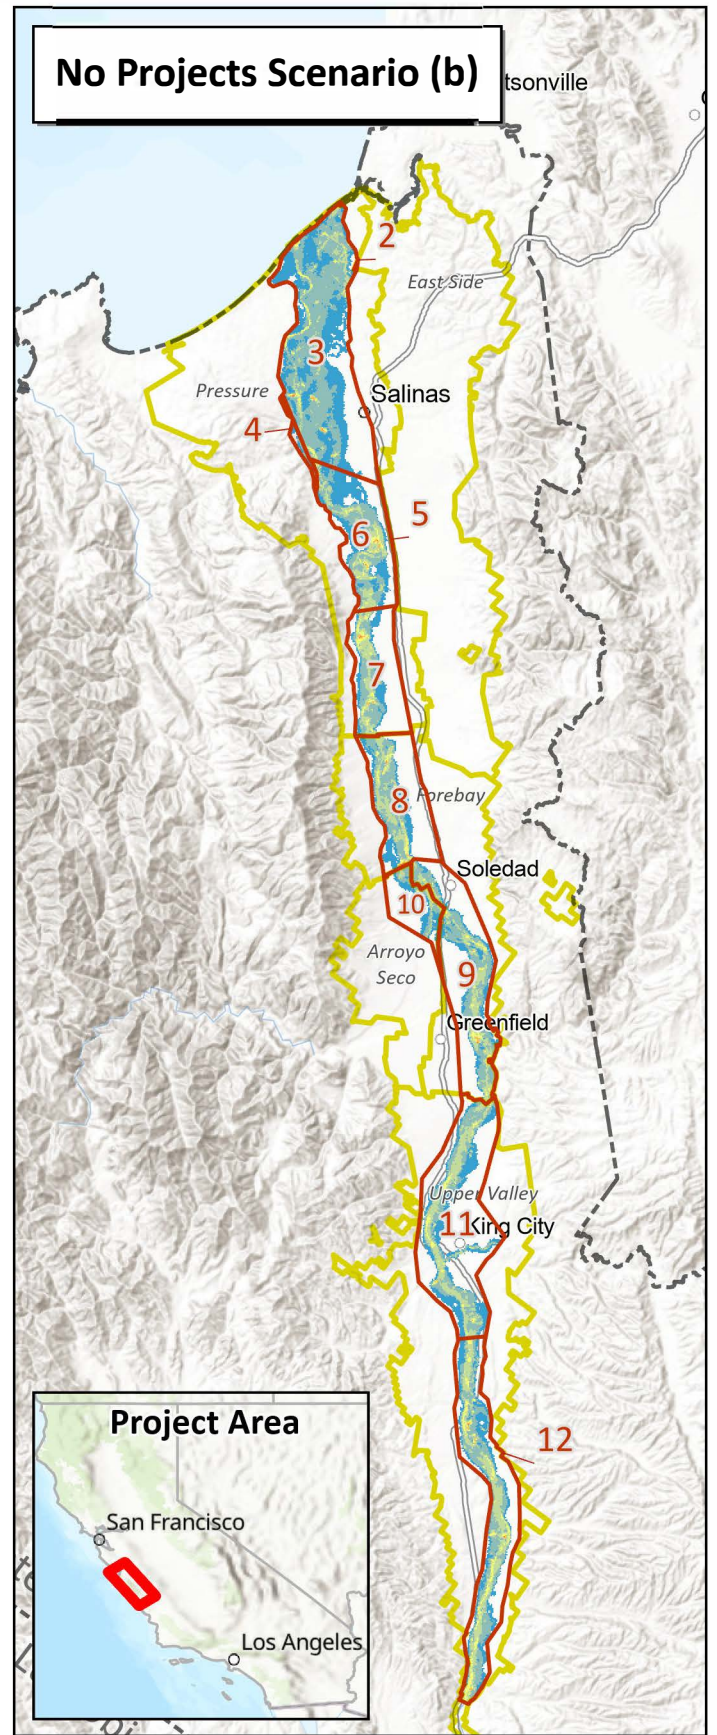 No Projects Scenario (b)
tsonville
2
East Side
3
Pressure
Salinas
4
5
6
7
8
Forebay
Soledad
10
Arroyo
Seco
9
Greenfield
Upper Valley
11
King City
12
Project Area
San Francisco
Los Angeles